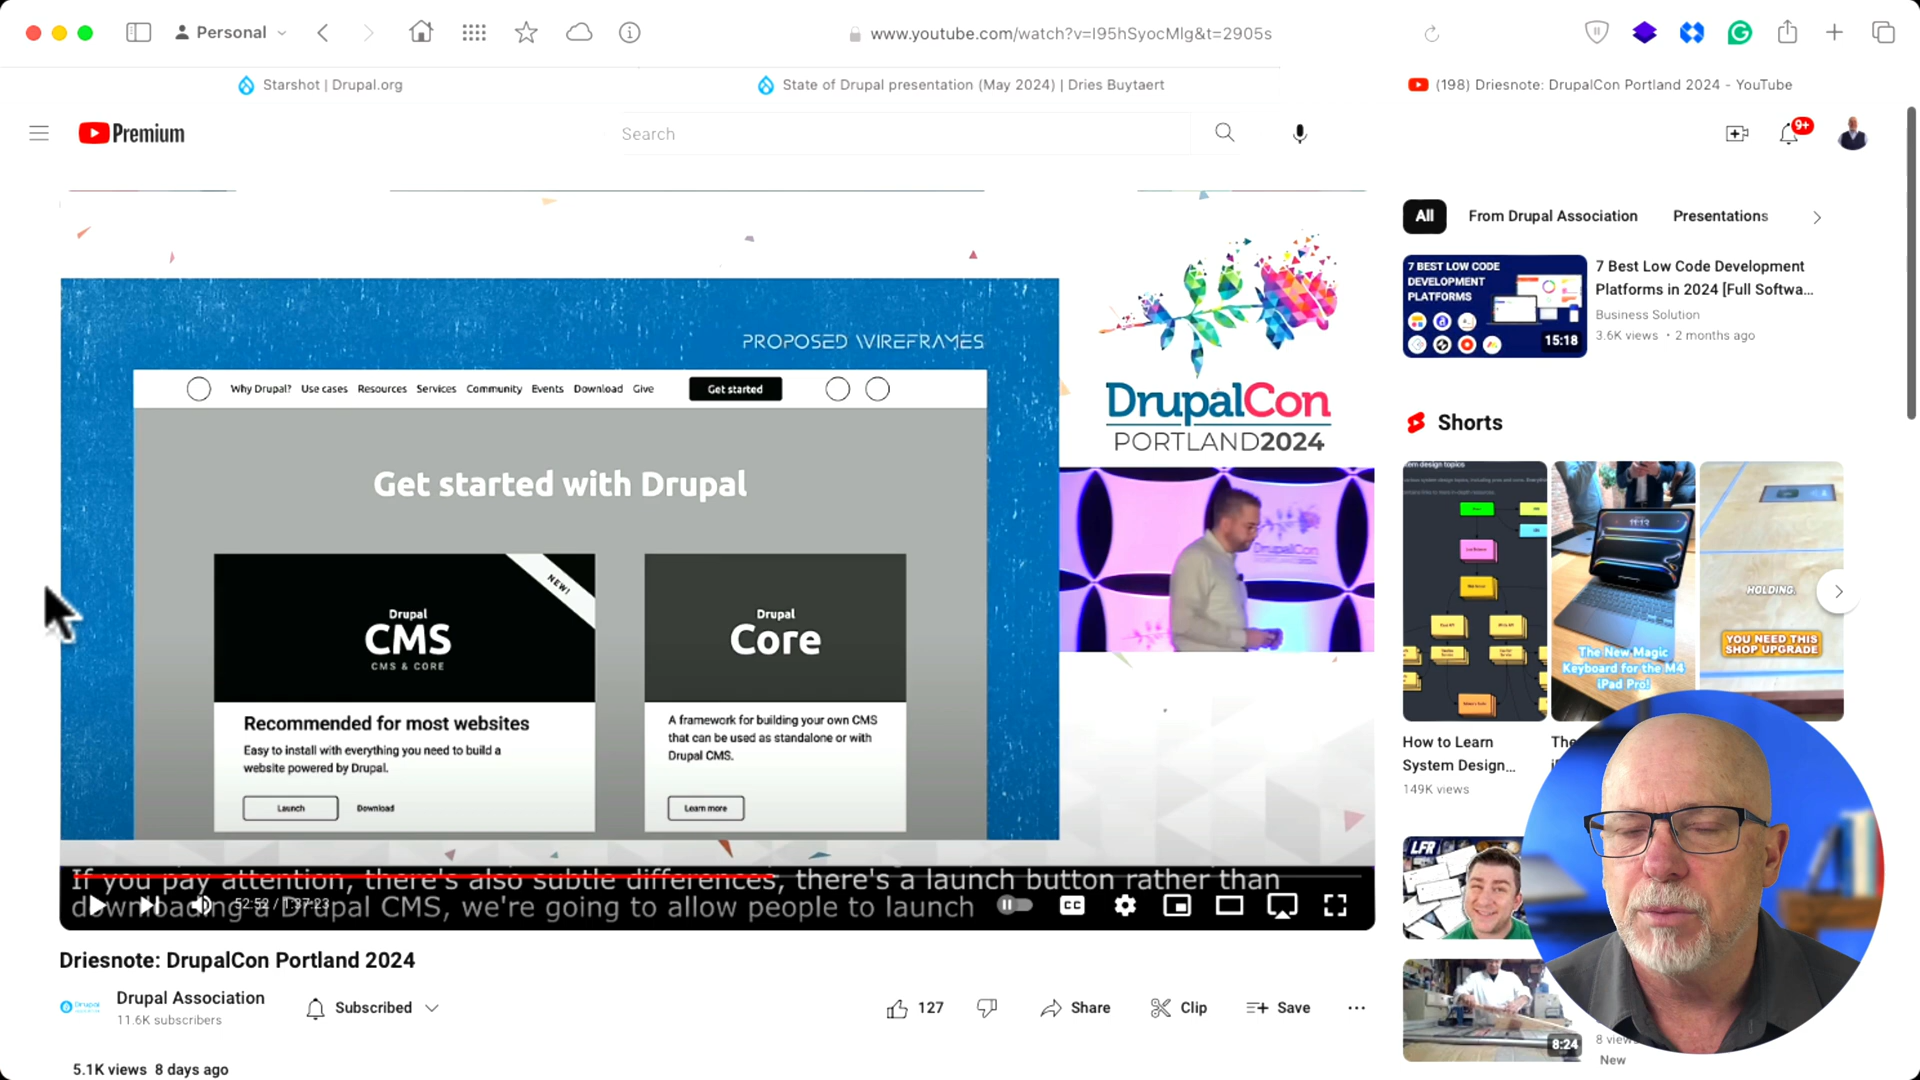 Personal
www.youtube.com/watch?v=I95hSyocMlg&t=2905s
Starshot | Drupal.org
State of Drupal presentation (May 2024) | Dries Buytaert
(198) Driesnote: DrupalCon Portland 2024 - YouTube
Premium
Search
9+
All
From Drupal Association
Presentations
PROPOSED WIREFRAMES
Why Drupal? Use cases Resources Services Community Events Download Give
Get started
Get started with Drupal
NEW!
Drupal
CMS
CMS & CORE
Recommended for most websites
Easy to install with everything you need to build a
website powered by Drupal.
Launch
Download
Drupal
Core
A framework for building your own CMS
that can be used as standalone or with
Drupal CMS.
Learn more
DrupalCon
PORTLAND2024
DrupalCon
If you pay attention, there's also subtle differences, there's a launch button rather than
downloading a Drupal CMS, we're going to allow people to launch
52:52 / 1:37:23
CC
Driesnote: DrupalCon Portland 2024
Drupal
Drupal Association
11.6K subscribers
Subscribed
127
Share
Clip
Save
5.1K views 8 days ago
7 BEST LOW CODE
DEVELOPMENT
PLATFORMS
15:18
7 Best Low Code Development
Platforms in 2024 [Full Softwa...
Business Solution
3.6K views • 2 months ago
Shorts
The New Magic
Keyboard for the M4
iPad Pro!
HOLDING.
YOU NEED THIS
SHOP UPGRADE
How to Learn
System Design...
149K views
The
LFR
8:24
8 view
New